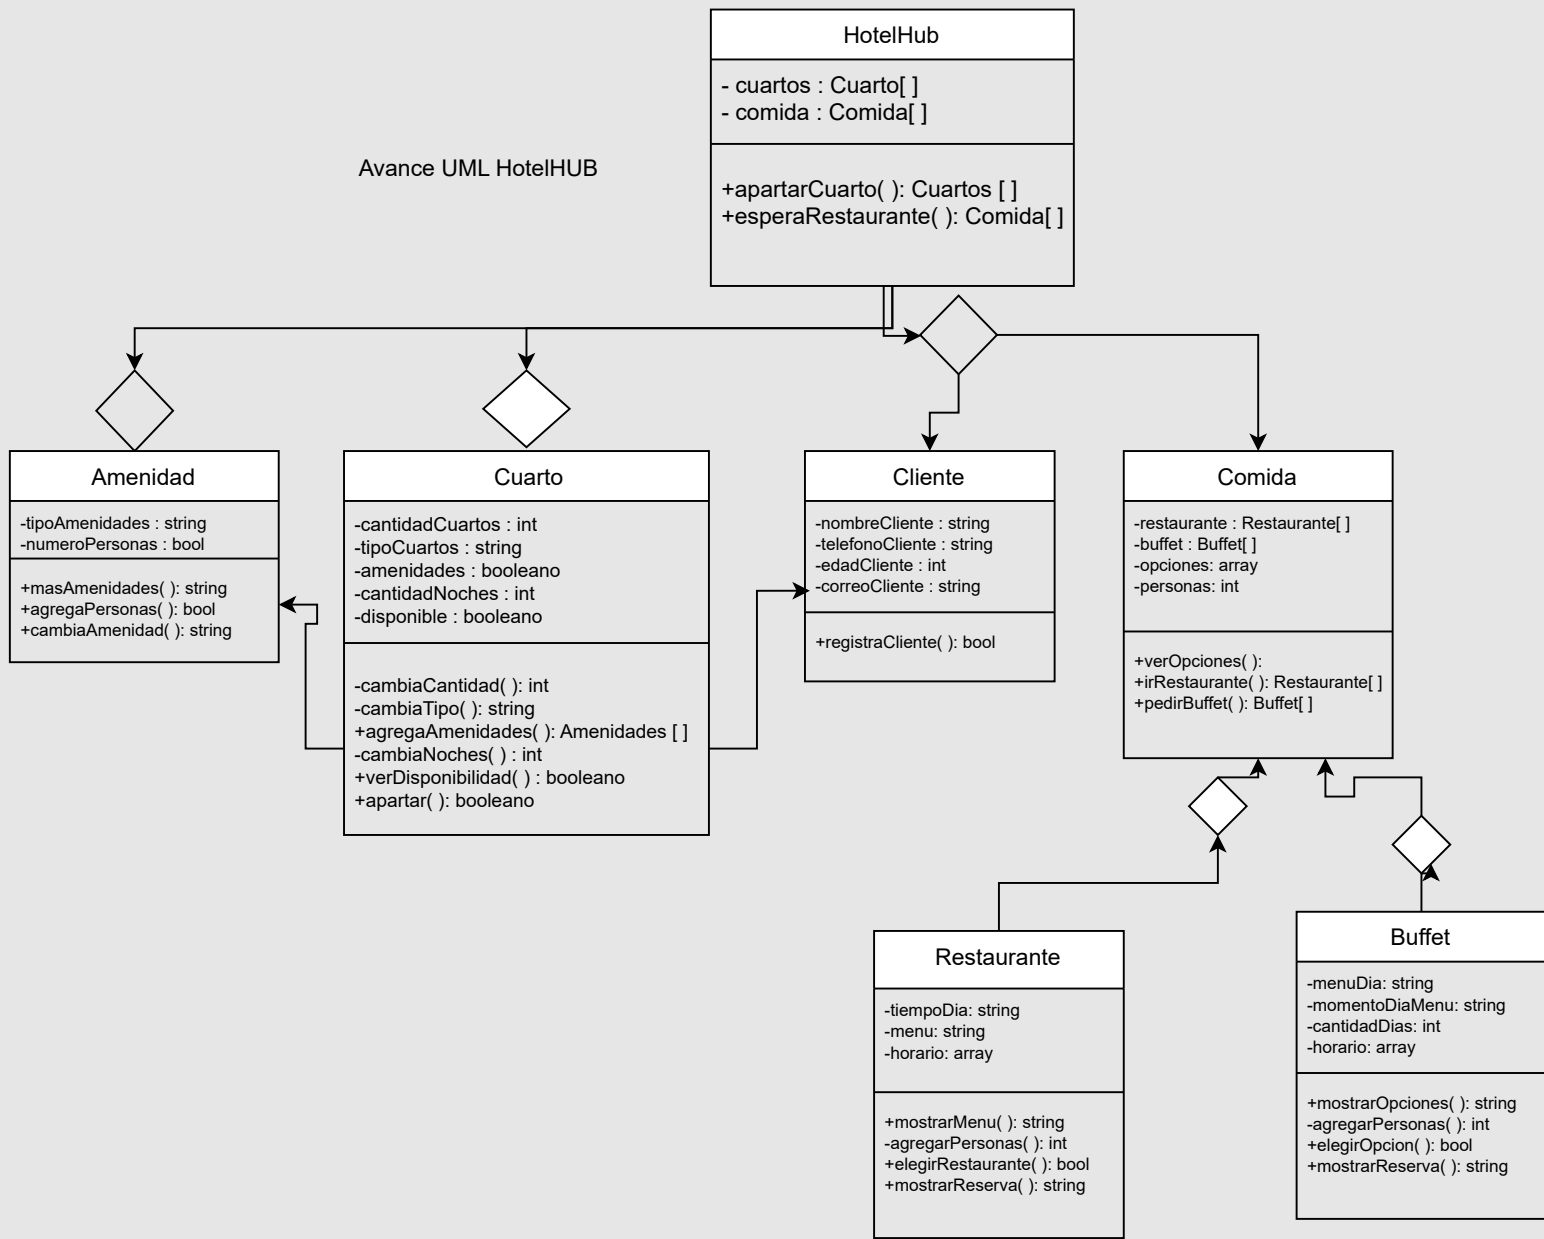 HotelHub
- cuartos : Cuarto[ ]
- comida : Comida[ ]
Avance UML HotelHUB
+apartarCuarto( ): Cuartos [ ]
+esperaRestaurante( ): Comida[ ]
Amenidad
-tipoAmenidades : string
-numeroPersonas : bool
+masAmenidades( ): string
+agregaPersonas( ): bool
+cambiaAmenidad( ): string
Cuarto
-cantidadCuartos : int
-tipoCuartos : string
-amenidades : booleano
-cantidadNoches : int
-disponible : booleano
-cambiaCantidad( ): int
-cambiaTipo( ): string
+agregaAmenidades( ): Amenidades [ ]
-cambiaNoches( ) : int
+verDisponibilidad( ) : booleano
+apartar( ): booleano
Cliente
-nombreCliente : string
-telefonoCliente : string
-edadCliente : int
-correoCliente : string
+registraCliente( ): bool
Comida
-restaurante : Restaurante[ ]
-buffet : Buffet[ ]
-opciones: array
-personas: int
+verOpciones( ):
+irRestaurante( ): Restaurante[ ]
+pedirBuffet( ): Buffet[ ]
Restaurante
-tiempoDia: string
-menu: string
-horario: array
+mostrarMenu( ): string
-agregarPersonas( ): int
+elegirRestaurante( ): bool
+mostrarReserva( ): string
Buffet
-menuDia: string
-momentoDiaMenu: string
-cantidadDias: int
-horario: array
+mostrarOpciones( ): string
-agregarPersonas( ): int
+elegirOpcion( ): bool
+mostrarReserva( ): string